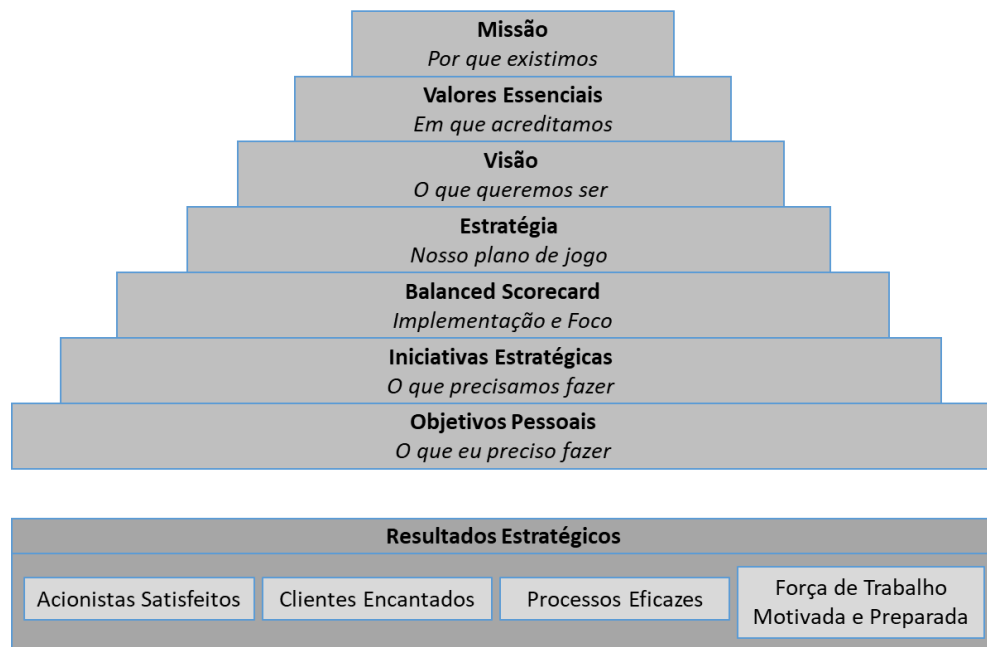 Missão
Por que existimos
Valores Essenciais
Em que acreditamos
Visão
O que queremos ser
Estratégia
Nosso plano de jogo
Balanced Scorecard
Implementação e Foco
Iniciativas Estratégicas
O que precisamos fazer
Objetivos Pessoais
O que eu preciso fazer
Resultados Estratégicos
Acionistas Satisfeitos
Clientes Encantados
Processos Eficazes
Força de Trabalho
Motivada e Preparada